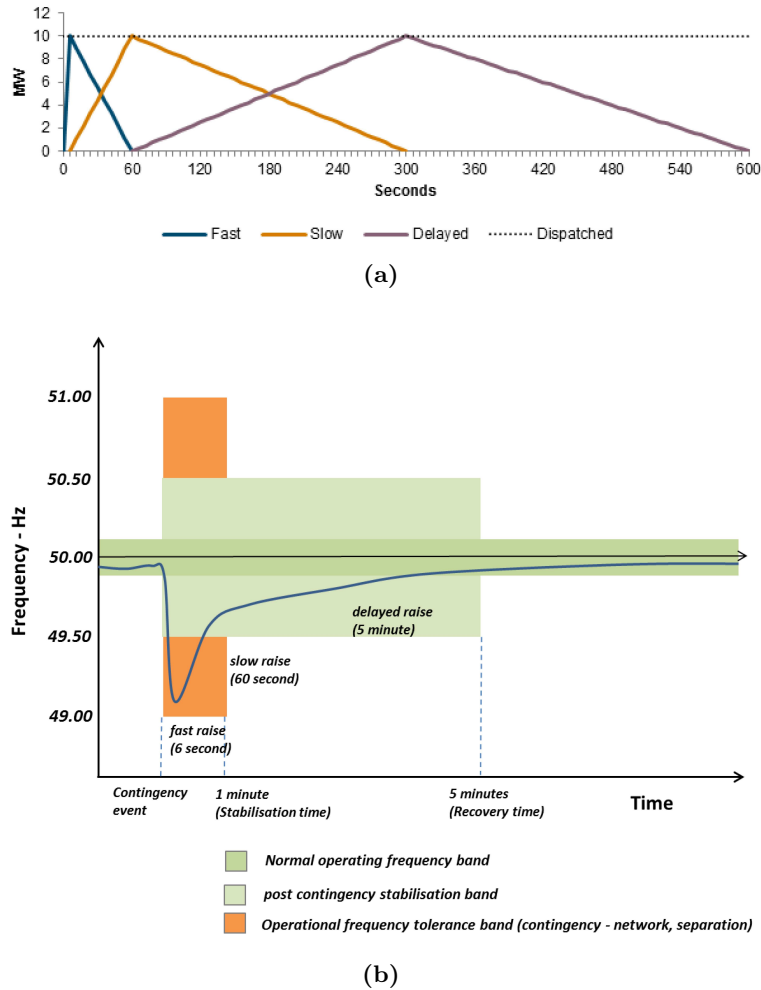 12
10
8
6
4
2
0
MW
0 60 120 180 240 300 360 420 480 540 600
Seconds
Fast Slow Delayed Dispatched
(a)
51.00
50.50
50.00
49.50
49.00
Frequency - Hz
delayed raise
(5 minute)
slow raise
(60 second)
fast raise
(6 second)
Contingency
event
1 minute
(Stabilisation time)
5 minutes
(Recovery time)
Time
Normal operating frequency band
post contingency stabilisation band
Operational frequency tolerance band (contingency - network, separation)
(b)